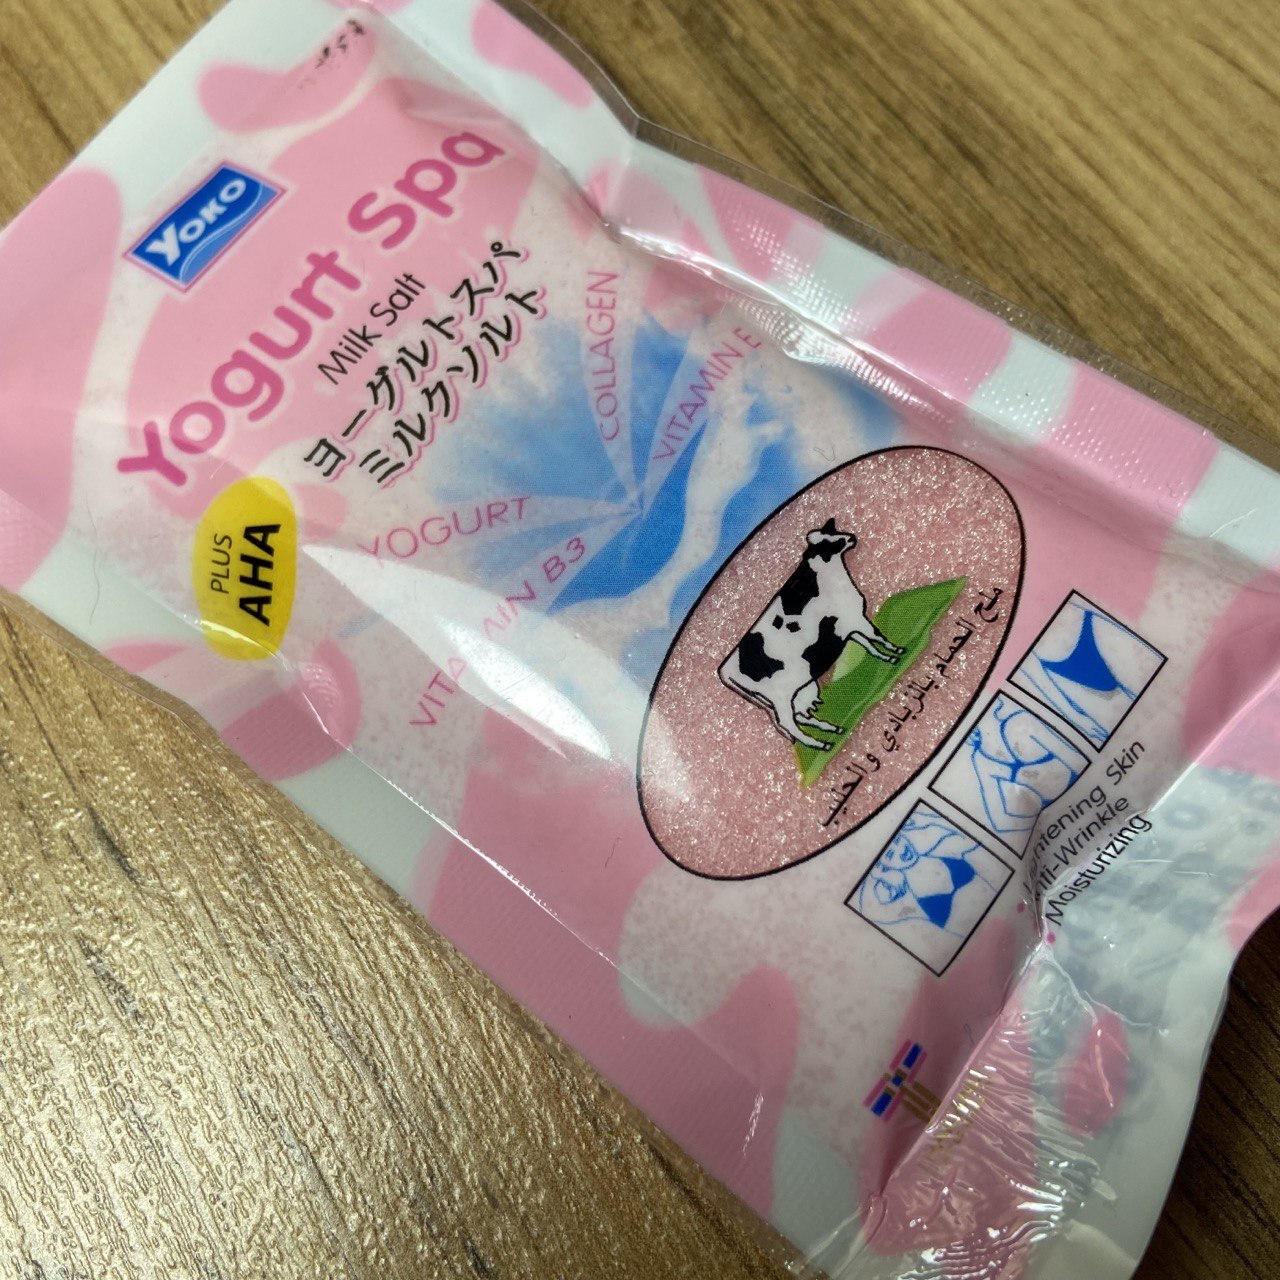 YOKO
Yogurt Spa
Milk Salt
ヨーグルトスパ
ミルクソルト
PLUS
AHA
COLLAGEN
VITAMIN E
YOGURT
VITAMIN B3
ملح الحمام بالزبادي والحليب
Skin
Anti-Wrinkle
Moisturizing